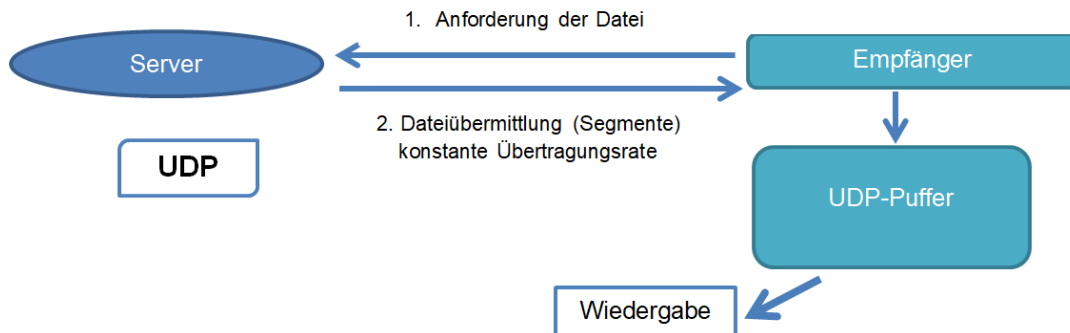 1. Anforderung der Datei
Server
Empfänger
2. Dateiübermittlung (Segmente)
konstante Übertragungsrate
UDP
UDP-Puffer
Wiedergabe